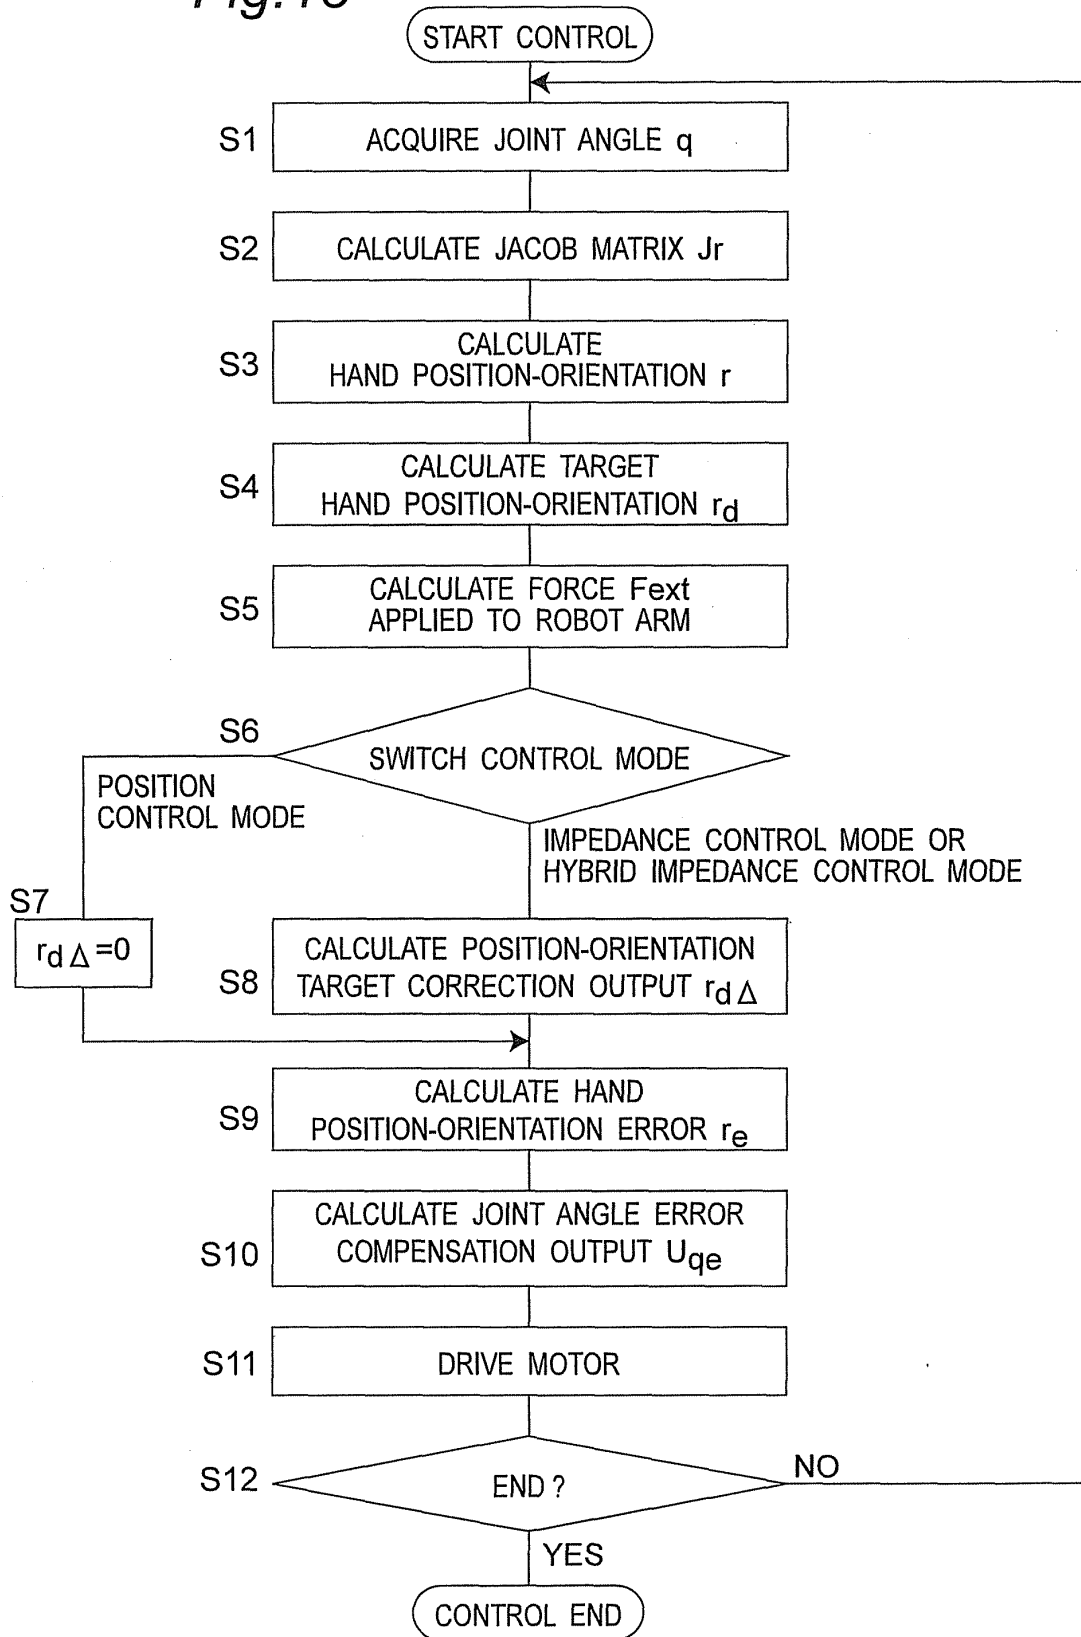 START CONTROL
S1
ACQUIRE JOINT ANGLE q
S2
CALCULATE JACOB MATRIX Jr
S3
CALCULATE
HAND POSITION-ORIENTATION r
S4
CALCULATE TARGET
HAND POSITION-ORIENTATION rd
S5
CALCULATE FORCE Fext
APPLIED TO ROBOT ARM
S6
SWITCH CONTROL MODE
POSITION
CONTROL MODE
IMPEDANCE CONTROL MODE OR
HYBRID IMPEDANCE CONTROL MODE
S7
rdΔ=0
S8
CALCULATE POSITION-ORIENTATION
TARGET CORRECTION OUTPUT rdΔ
S9
CALCULATE HAND
POSITION-ORIENTATION ERROR re
S10
CALCULATE JOINT ANGLE ERROR
COMPENSATION OUTPUT Uqe
S11
DRIVE MOTOR
S12
END ?
NO
YES
CONTROL END